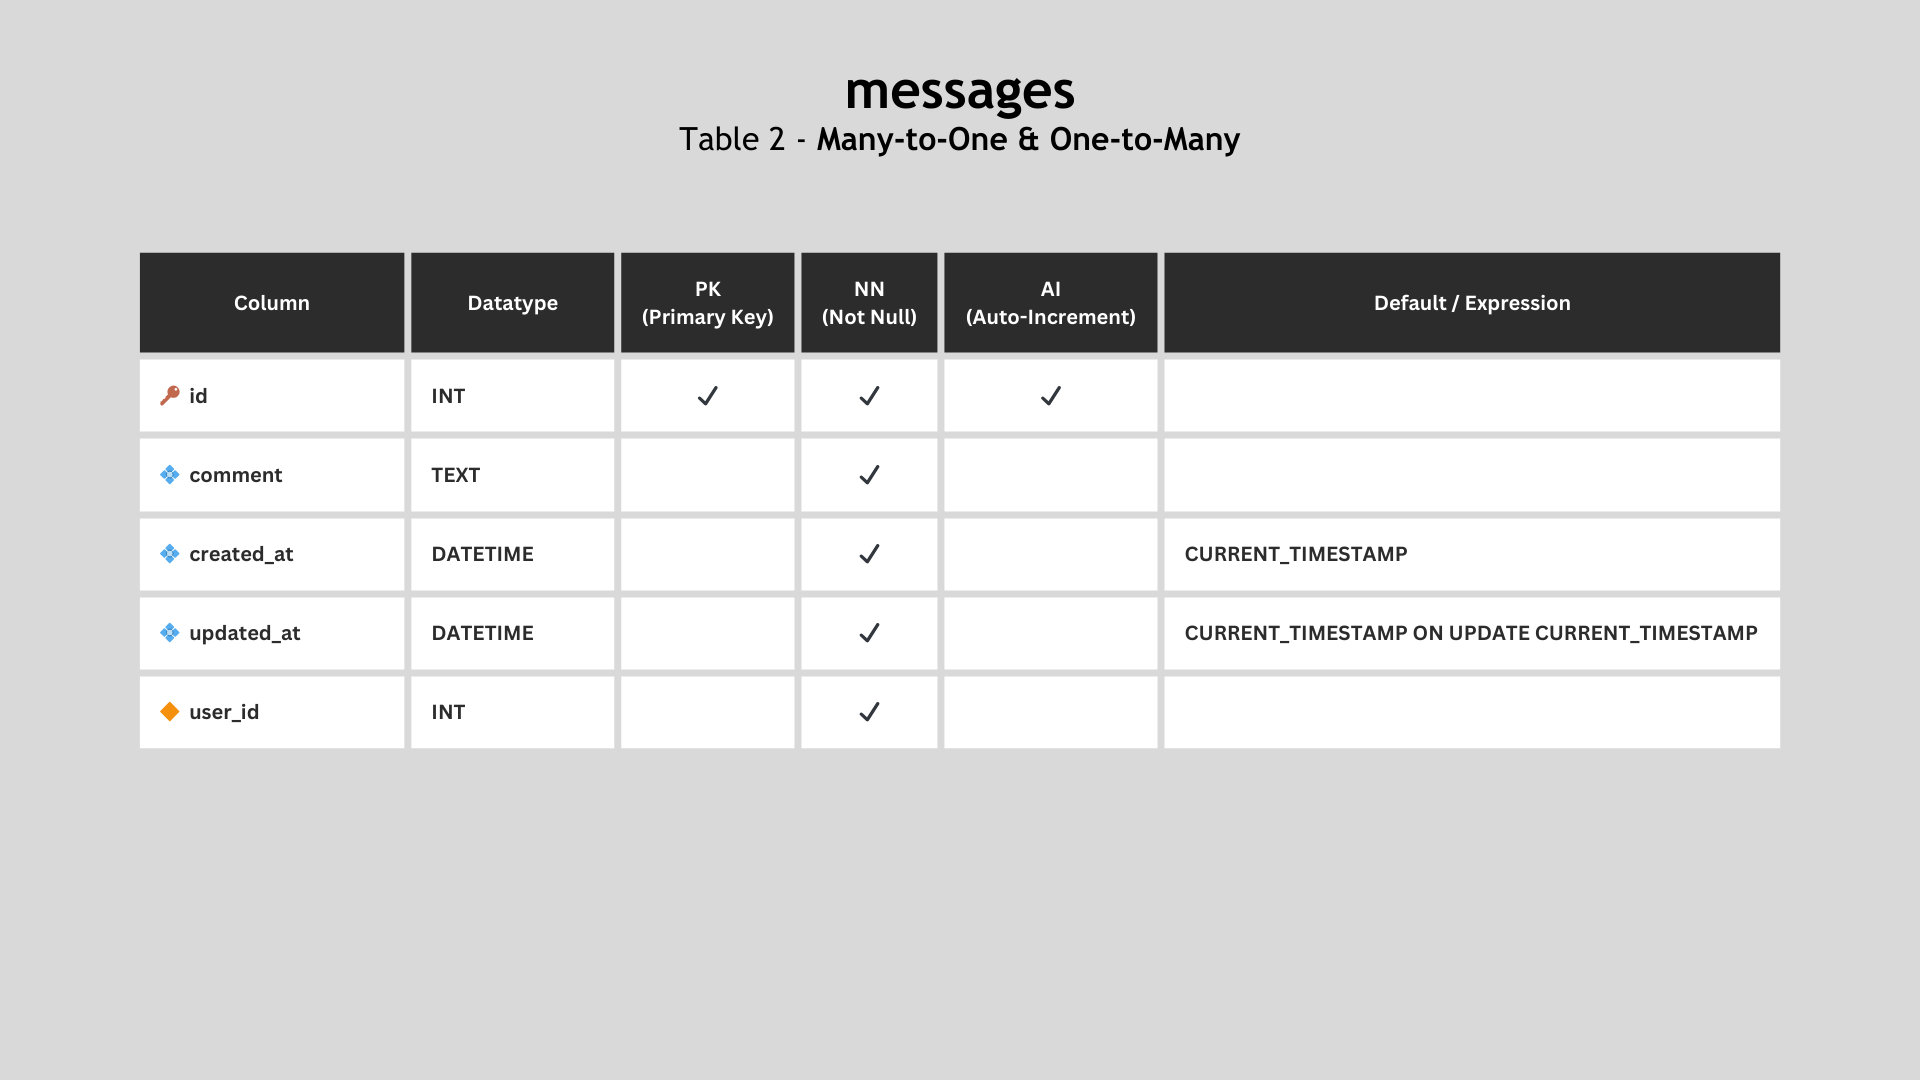 messages
Table 2 - Many-to-One & One-to-Many
Column Datatype PK (Primary Key) NN (Not Null) AI (Auto-Increment) Default / Expression
id INT ✓ ✓ ✓
comment TEXT ✓
created_at DATETIME ✓ CURRENT_TIMESTAMP
updated_at DATETIME ✓ CURRENT_TIMESTAMP ON UPDATE CURRENT_TIMESTAMP
user_id INT ✓